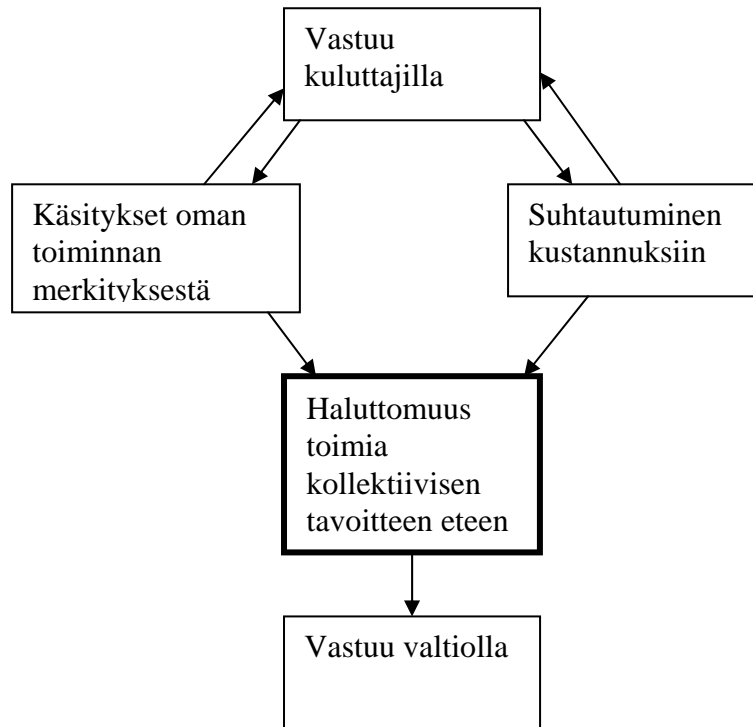 Vastuu
kuluttajilla
Käsitykset oman
toiminnan
merkityksestä
Suhtautuminen
kustannuksiin
Haluttomuus
toimia
kollektiivisen
tavoitteen eteen
Vastuu valtiolla